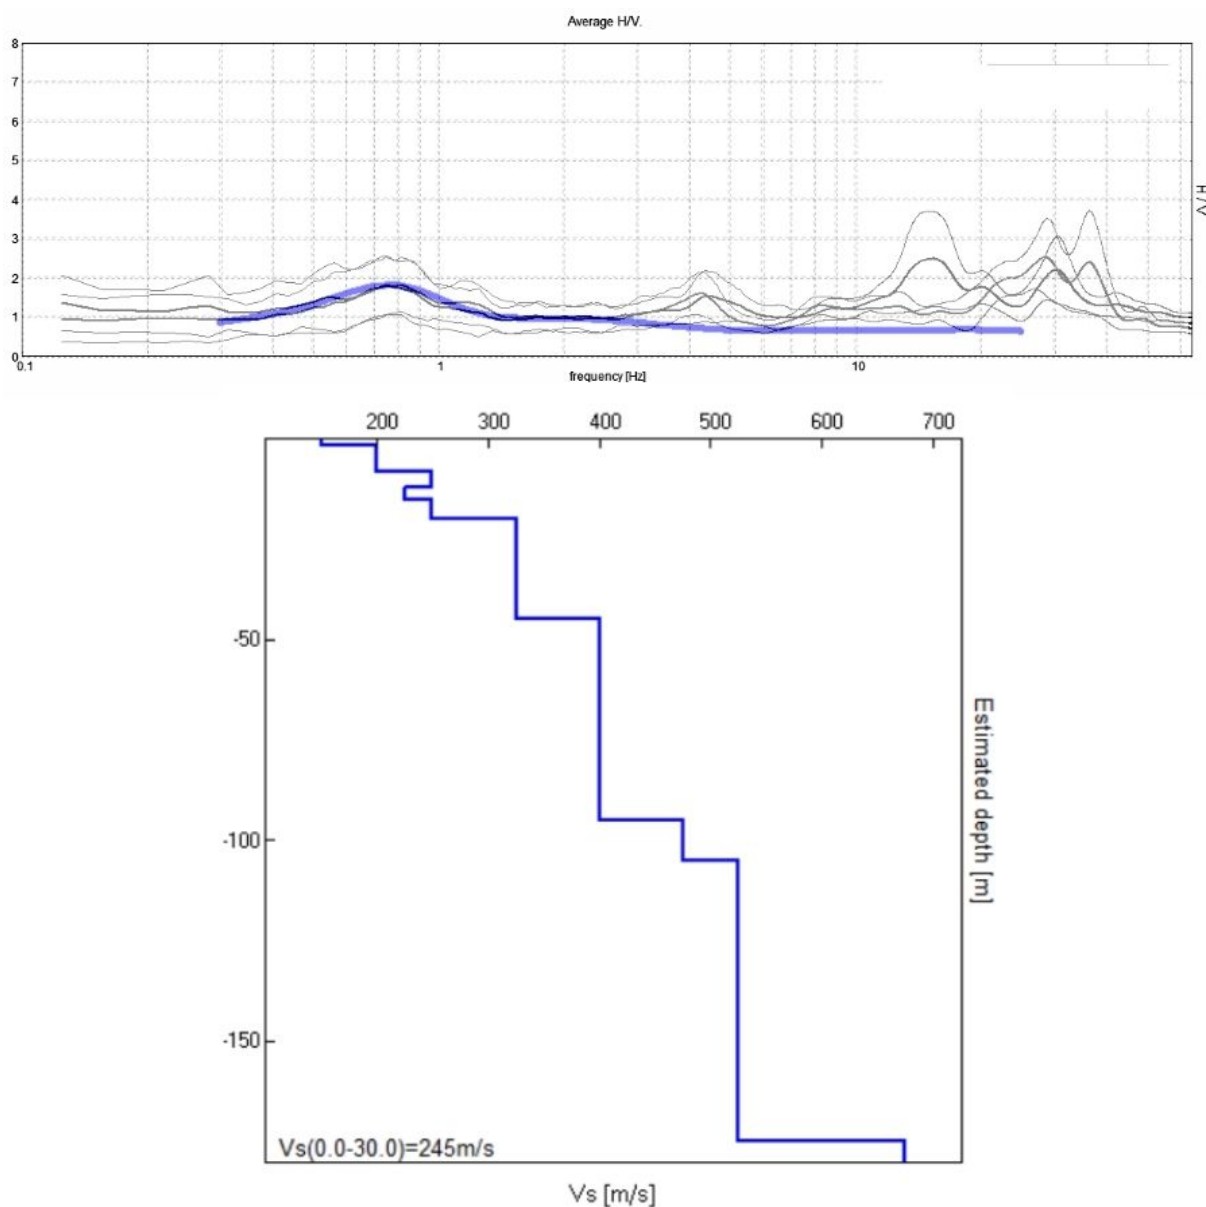 Average H/V.
8
7
6
5
4
3
2
1
0
H / V
0.1 1 10
frequency [Hz]
200 300 400 500 600 700
-50
-100
-150
Estimated depth [m]
Vs(0.0-30.0)=245m/s
Vs [m/s]